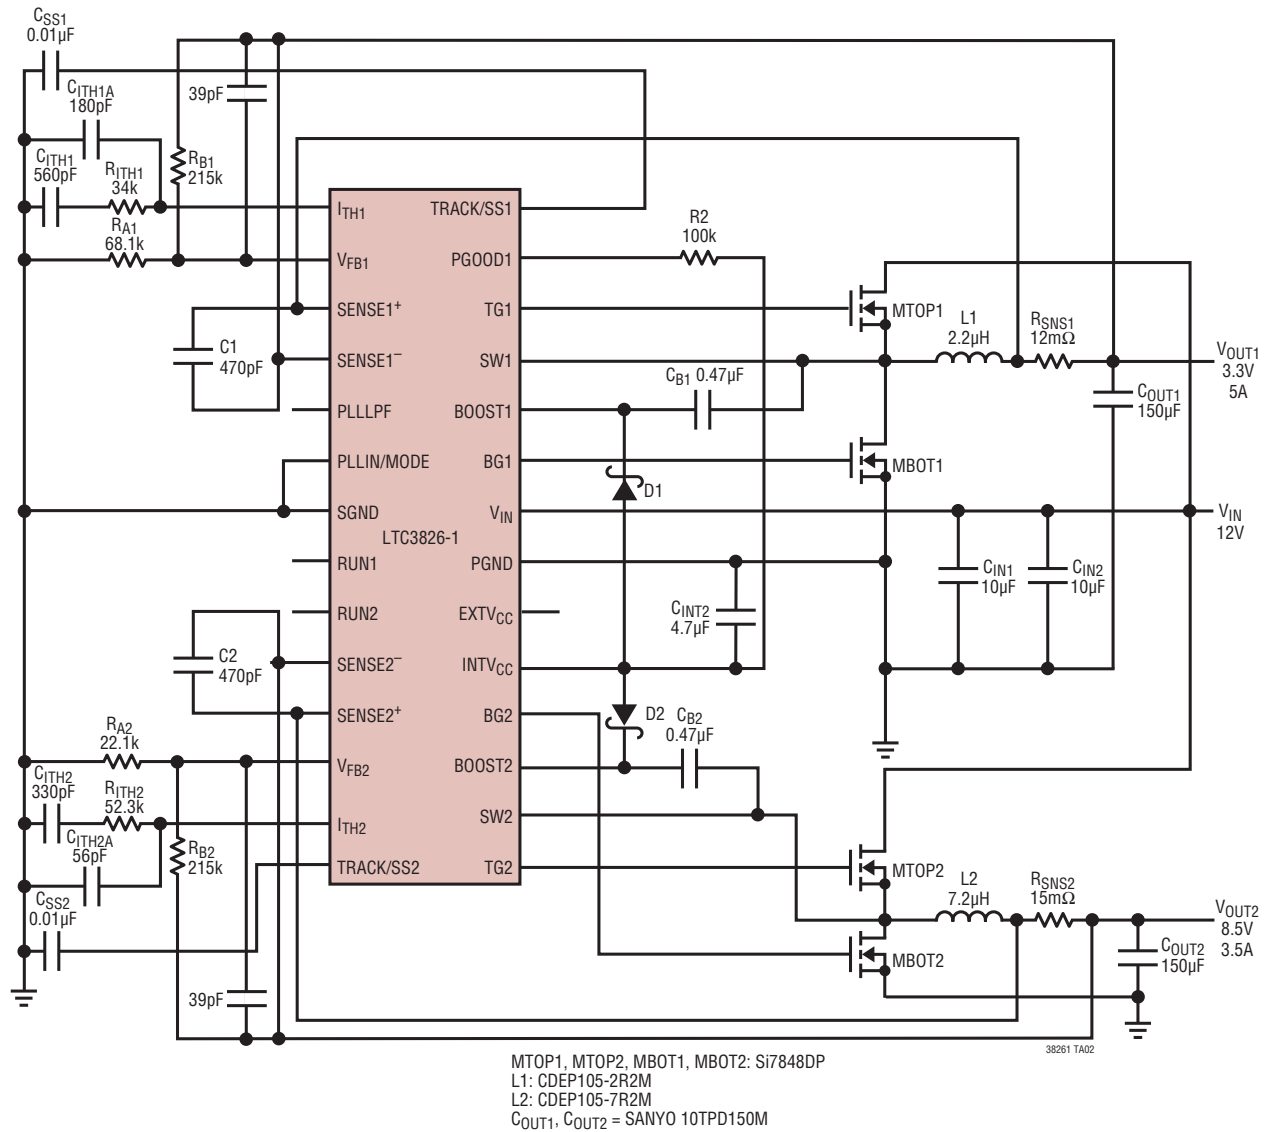 CSS1
0.01µF
CITH1A
180pF
39pF
CITH1
560pF
RITH1
34k
RB1
215k
RA1
68.1k
C1
470pF
C2
470pF
RA2
22.1k
CITH2
330pF
RITH2
52.3k
CITH2A
56pF
RB2
215k
CSS2
0.01µF
39pF
ITH1
VFB1
SENSE1+
SENSE1–
PLLLPF
PLLIN/MODE
SGND
LTC3826-1
RUN1
RUN2
SENSE2–
SENSE2+
VFB2
ITH2
TRACK/SS2
TRACK/SS1
PGOOD1
TG1
SW1
BOOST1
BG1
VIN
PGND
EXTVCC
INTVCC
BG2
BOOST2
SW2
TG2
R2
100k
MTOP1
L1
2.2µH
RSNS1
12mΩ
VOUT1
3.3V
5A
CB1 0.47µF
COUT1
150µF
MBOT1
D1
VIN
12V
CIN1
10µF
CIN2
10µF
CINT2
4.7µF
D2
CB2
0.47µF
MTOP2
L2
7.2µH
RSNS2
15mΩ
VOUT2
8.5V
3.5A
MBOT2
COUT2
150µF
38261 TA02
MTOP1, MTOP2, MBOT1, MBOT2: Si7848DP
L1: CDEP105-2R2M
L2: CDEP105-7R2M
COUT1, COUT2 = SANYO 10TPD150M